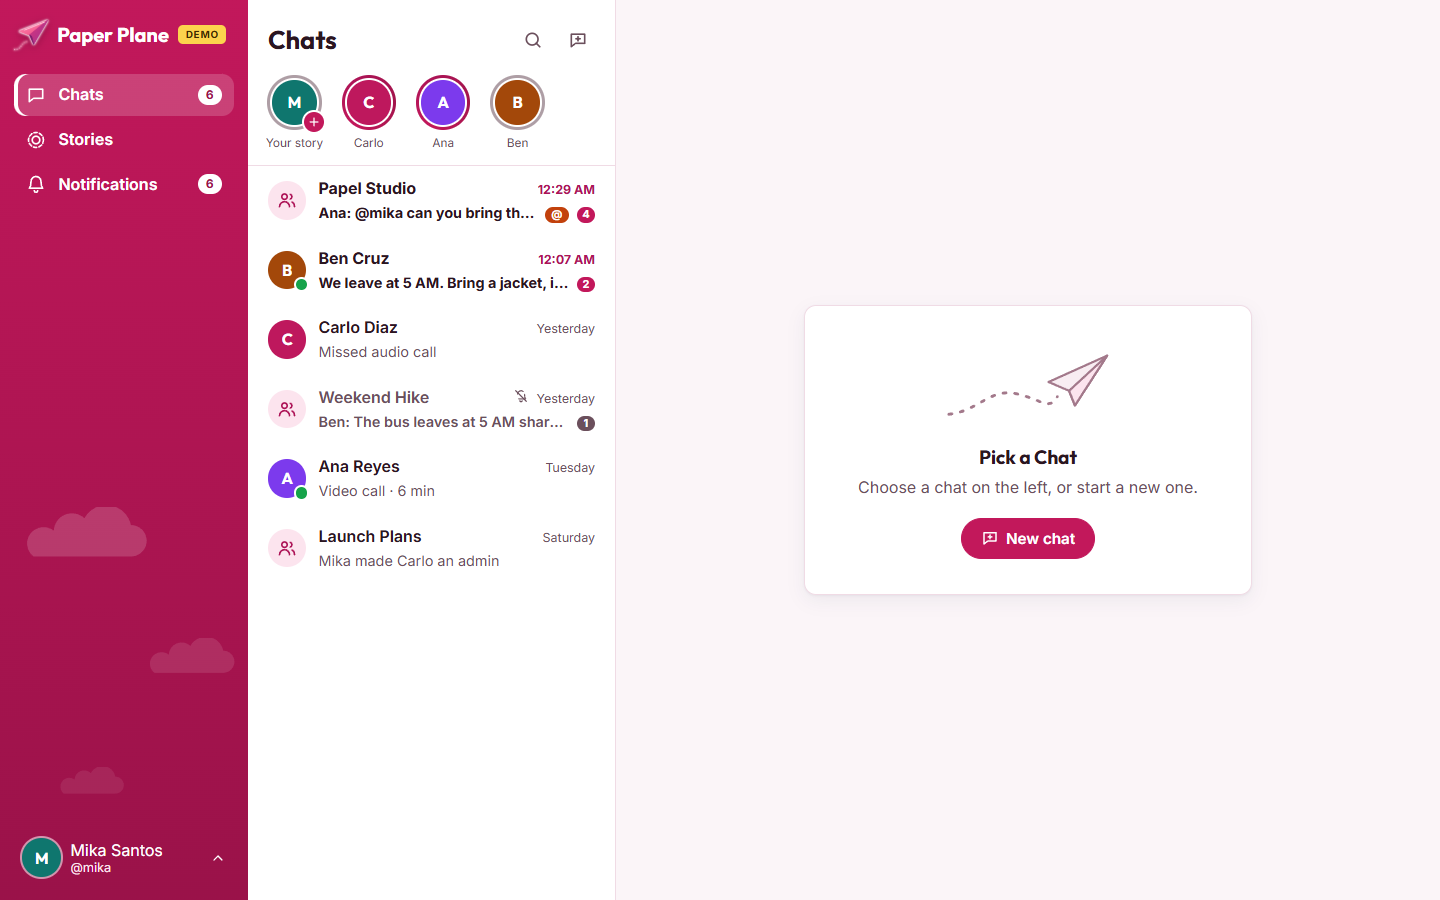 Paper Plane DEMO
Chats 6
Stories
Notifications 6
Mika Santos
@mika
M
Chats
M
C
A
B
Your story
Carlo
Ana
Ben
Papel Studio 12:29 AM
Ana: @mika can you bring th... @ 4
B
Ben Cruz 12:07 AM
We leave at 5 AM. Bring a jacket, i... 2
C
Carlo Diaz Yesterday
Missed audio call
Weekend Hike Yesterday
Ben: The bus leaves at 5 AM shar... 1
A
Ana Reyes Tuesday
Video call · 6 min
Launch Plans Saturday
Mika made Carlo an admin
Pick a Chat
Choose a chat on the left, or start a new one.
New chat